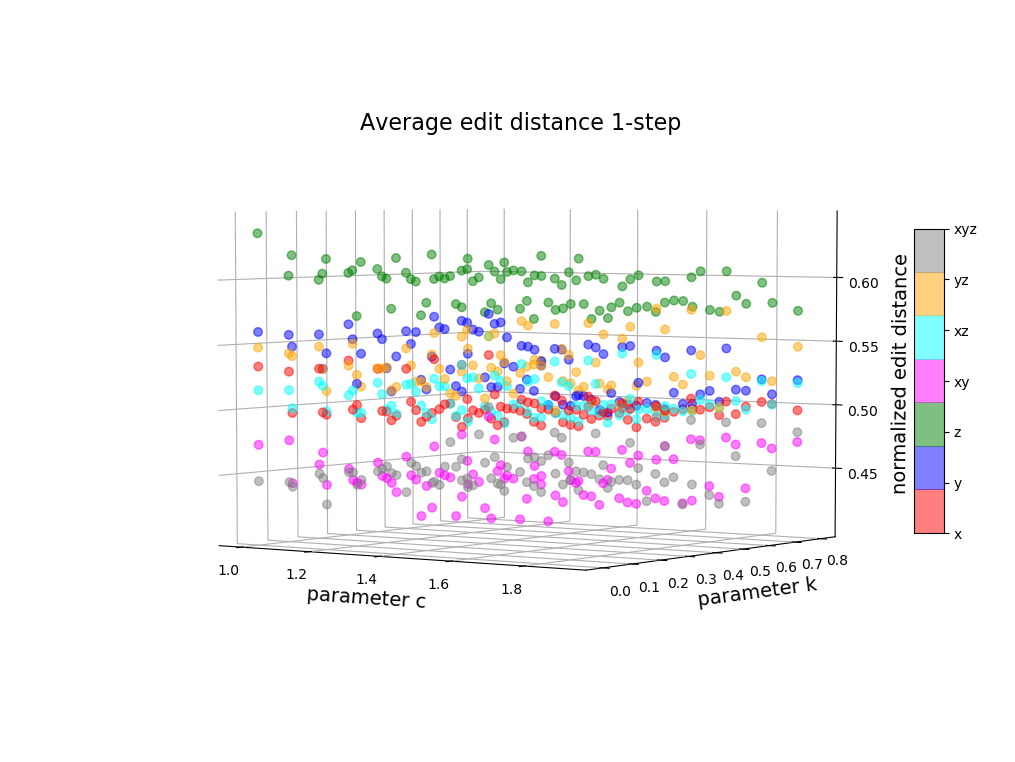 Average edit distance 1-step
xyz
yz
xz
xy
z
y
x
normalized edit distance
0.60
0.55
0.50
0.45
1.0
1.2
1.4
1.6
1.8
parameter c
0.0
0.1
0.2
0.3
0.4
0.5
0.6
0.7
0.8
parameter k